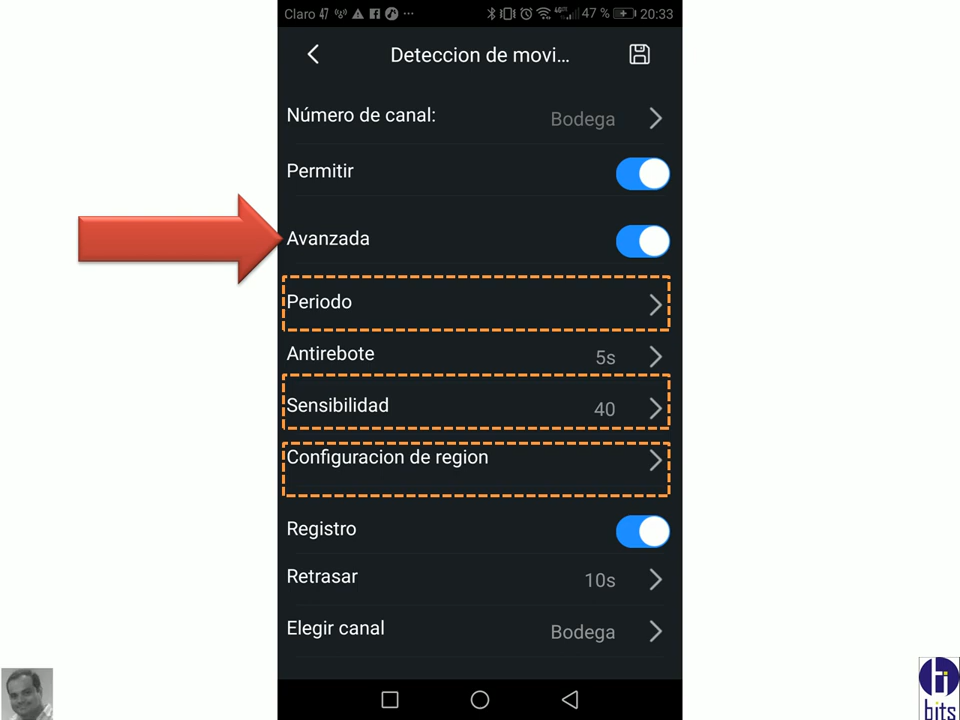 Claro 47 47 % 20:33
Deteccion de movi...
Número de canal: Bodega
Permitir
Avanzada
Periodo
Antirebote 5s
Sensibilidad 40
Configuracion de region
Registro
Retrasar 10s
Elegir canal Bodega
hi
bits